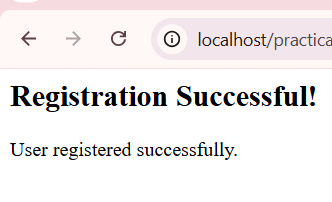 localhost/practica
Registration Successful!
User registered successfully.